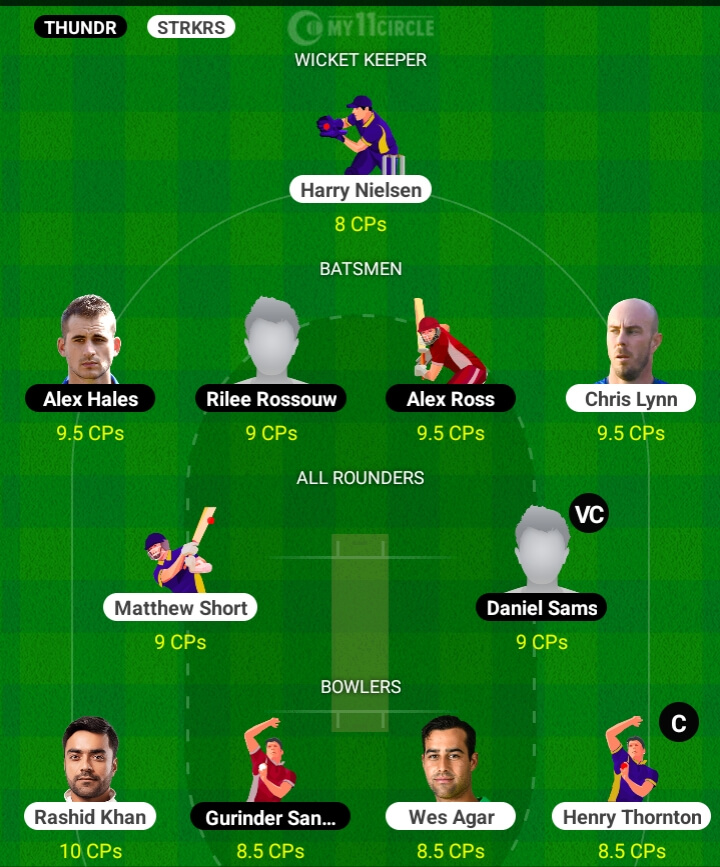 THUNDR STRKRS MY11CIRCLE
WICKET KEEPER
Harry Nielsen
8 CPs
BATSMEN
Alex Hales Rilee Rossouw Alex Ross Chris Lynn
9.5 CPs 9 CPs 9.5 CPs 9.5 CPs
ALL ROUNDERS
VC
Matthew Short Daniel Sams
9 CPs 9 CPs
BOWLERS
C
Rashid Khan Gurinder San... Wes Agar Henry Thornton
10 CPs 8.5 CPs 8.5 CPs 8.5 CPs